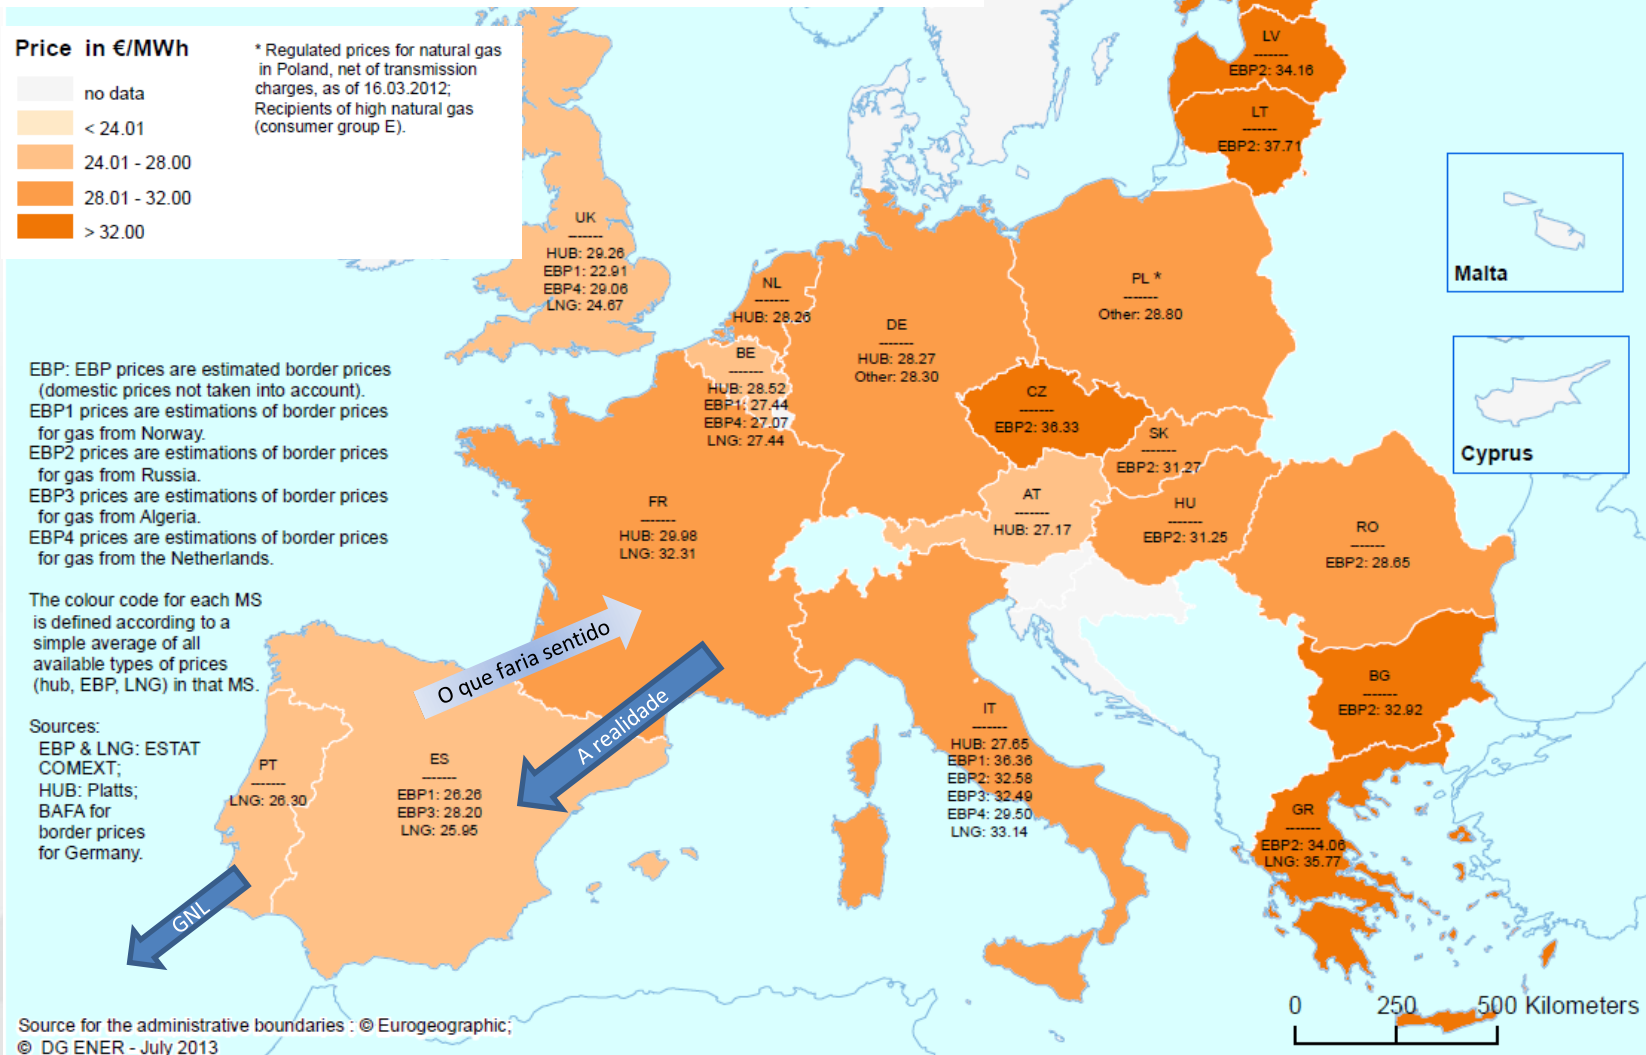 Price in €/MWh
no data
< 24.01
24.01 - 28.00
28.01 - 32.00
> 32.00
* Regulated prices for natural gas
in Poland, net of transmission
charges, as of 16.03.2012;
Recipients of high natural gas
(consumer group E).
LV
-------
EBP2: 34.16
LT
-------
EBP2: 37.71
UK
-------
HUB: 29.26
EBP1: 22.91
EBP4: 29.06
LNG: 24.67
NL
-------
HUB: 28.26
DE
-------
HUB: 28.27
Other: 28.30
PL *
-------
Other: 28.80
Malta
Cyprus
BE
-------
HUB: 28.52
EBP1: 27.44
EBP4: 27.07
LNG: 27.44
CZ
-------
EBP2: 36.33
SK
-------
EBP2: 31.27
EBP: EBP prices are estimated border prices
(domestic prices not taken into account).
EBP1 prices are estimations of border prices
for gas from Norway.
EBP2 prices are estimations of border prices
for gas from Russia.
EBP3 prices are estimations of border prices
for gas from Algeria.
EBP4 prices are estimations of border prices
for gas from the Netherlands.
The colour code for each MS
is defined according to a
simple average of all
available types of prices
(hub, EBP, LNG) in that MS.
Sources:
EBP & LNG: ESTAT
COMEXT;
HUB: Platts;
BAFA for
border prices
for Germany.
FR
-------
HUB: 29.98
LNG: 32.31
AT
-------
HUB: 27.17
HU
-------
EBP2: 31.25
RO
-------
EBP2: 28.65
O que faria sentido
A realidade
BG
-------
EBP2: 32.92
IT
-------
HUB: 27.65
EBP1: 36.36
EBP2: 32.58
EBP3: 32.49
EBP4: 29.50
LNG: 33.14
PT
-------
LNG: 26.30
ES
-------
EBP1: 26.26
EBP3: 28.20
LNG: 25.95
GR
-------
EBP2: 34.06
LNG: 35.77
GNL
0 250 500 Kilometers
Source for the administrative boundaries : © Eurogeographic;
© DG ENER - July 2013